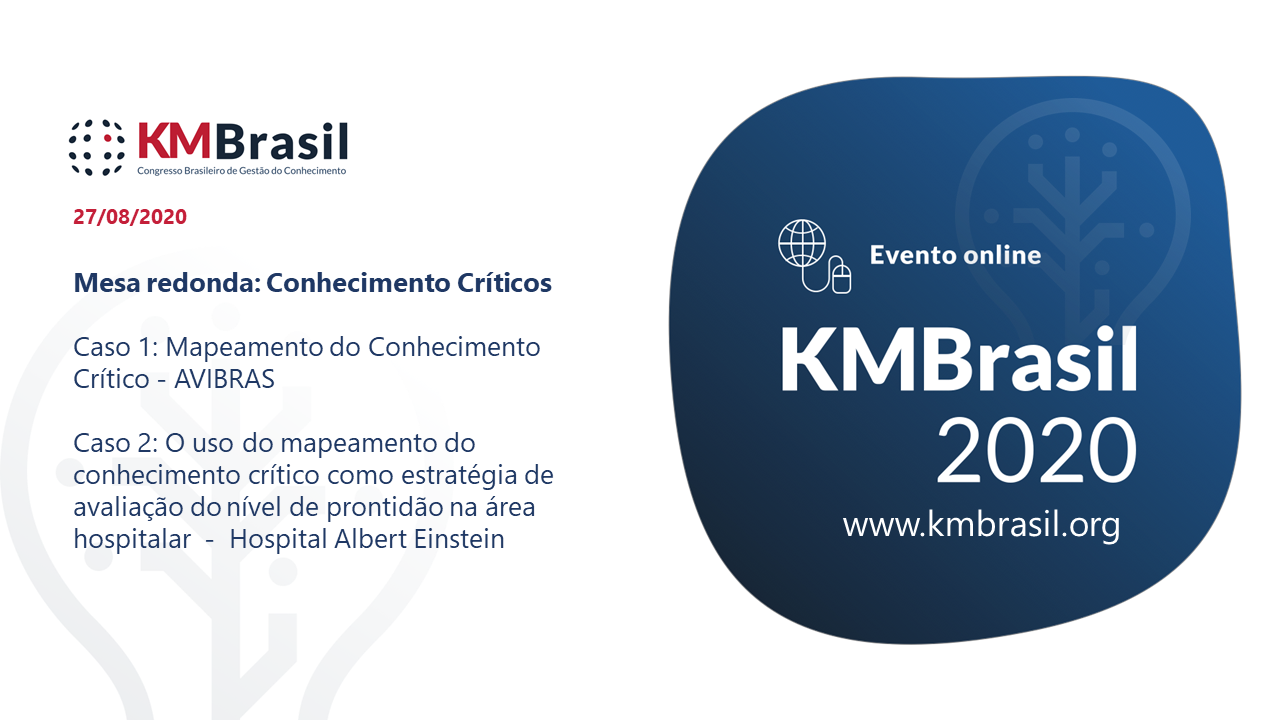 KMBrasil
Congresso Brasileiro de Gestão do Conhecimento
27/08/2020
Mesa redonda: Conhecimento Críticos
Caso 1: Mapeamento do Conhecimento
Crítico - AVIBRAS
Caso 2: O uso do mapeamento do
conhecimento crítico como estratégia de
avaliação do nível de prontidão na área
hospitalar - Hospital Albert Einstein
Evento online
KMBrasil
2020
www.kmbrasil.org